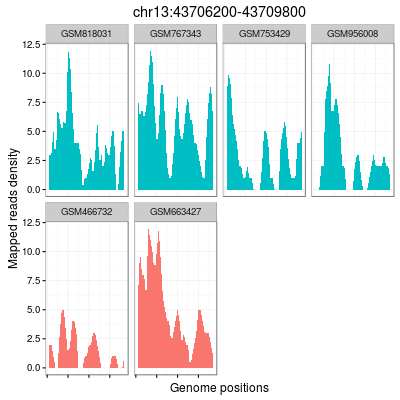 chr13:43706200-43709800
GSM818031 GSM767343 GSM753429 GSM956008
12.5
10.0
7.5
5.0
2.5
0.0
GSM466732 GSM663427
12.5
10.0
7.5
5.0
2.5
0.0
Mapped reads density
Genome positions